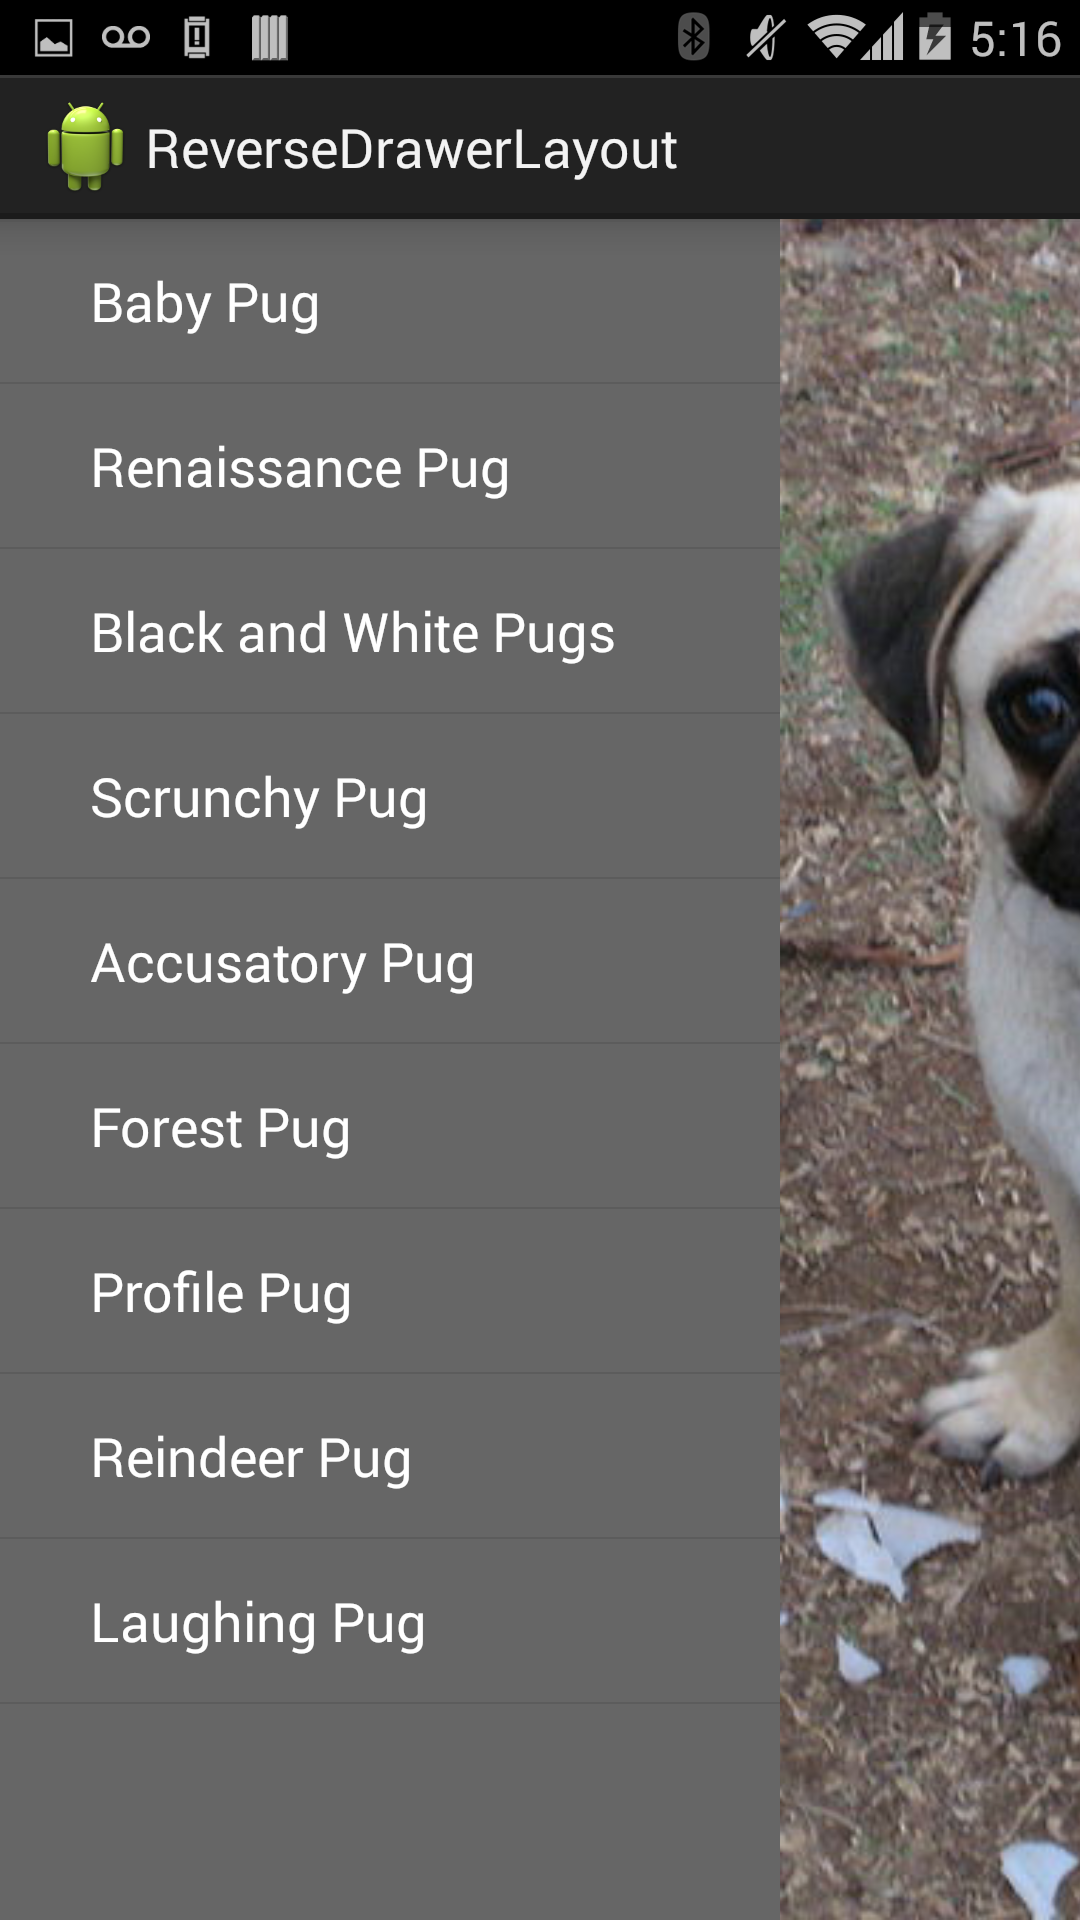 5:16
ReverseDrawerLayout
Baby Pug
Renaissance Pug
Black and White Pugs
Scrunchy Pug
Accusatory Pug
Forest Pug
Profile Pug
Reindeer Pug
Laughing Pug